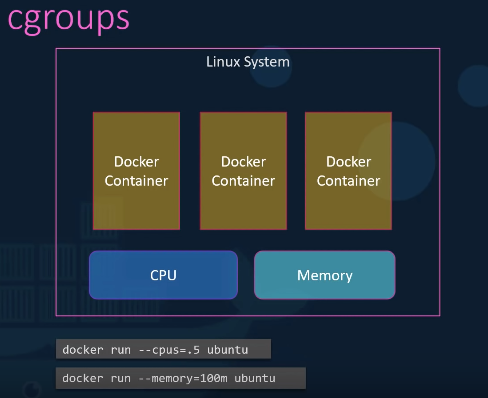 cgroups
Linux System
Docker
Container
Docker
Container
Docker
Container
CPU
Memory
docker run --cpus=.5 ubuntu
docker run --memory=100m ubuntu